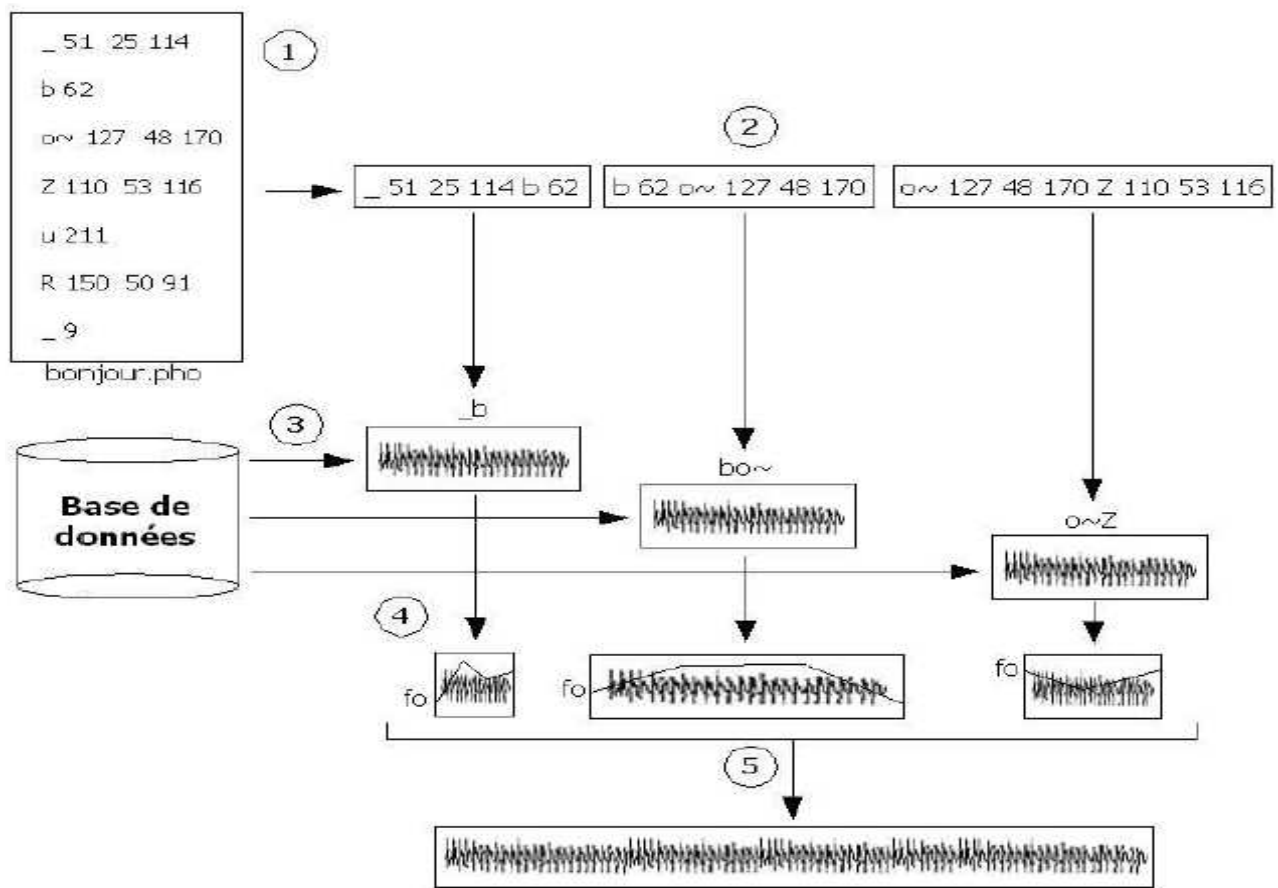 _ 51 25 114
b 62
o~ 127 48 170
Z 110 53 116
u 211
R 150 50 91
_ 9
bonjour.pho
1
2
_ 51 25 114 b 62
b 62 o~ 127 48 170
o~ 127 48 170 Z 110 53 116
3
_b
bo~
o~Z
Base de
données
4
fo
fo
fo
5